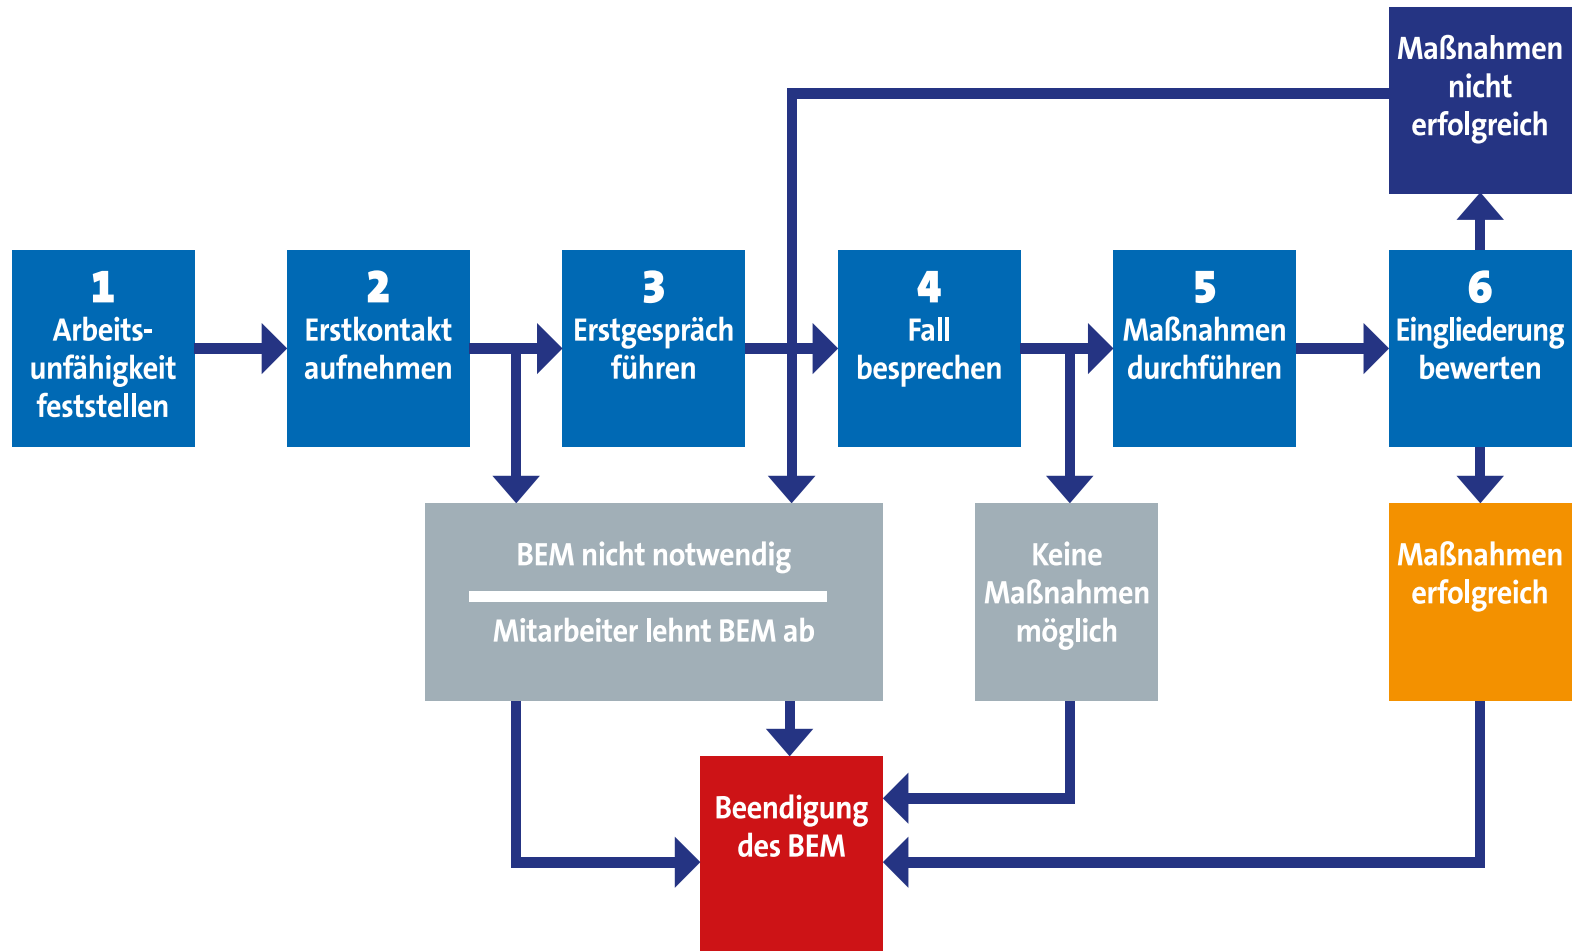 Maßnahmen
nicht
erfolgreich
1
Arbeits-
unfähigkeit
feststellen
2
Erstkontakt
aufnehmen
3
Erstgespräch
führen
4
Fall
besprechen
5
Maßnahmen
durchführen
6
Eingliederung
bewerten
BEM nicht notwendig
Mitarbeiter lehnt BEM ab
Keine
Maßnahmen
möglich
Maßnahmen
erfolgreich
Beendigung
des BEM